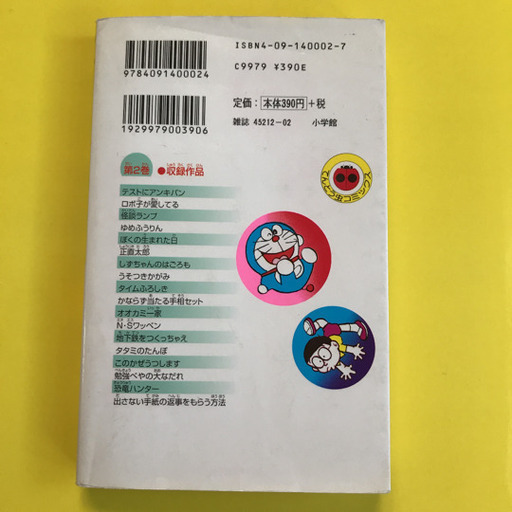 ISBN4-09-140002-7
9784091400024
C9979 ¥390E
1929979003906
定価：本体390円+税
雑誌 45212-02 小学館
第2巻 ●収録作品
てんとう虫コミックス
テストにアンキパン
ロボ子が愛してる
怪談ランプ
ゆめふうりん
ぼくの生まれた日
正直太郎
しずちゃんのはごろも
うそつきかがみ
タイムふろしき
かならず当たる手相セット
オオカミ一家
N・Sワッペン
地下鉄をつくっちゃえ
タタミのたんぼ
このかぜうつします
勉強べやの大なだれ
恐竜ハンター
出さない手紙の返事をもらう方法